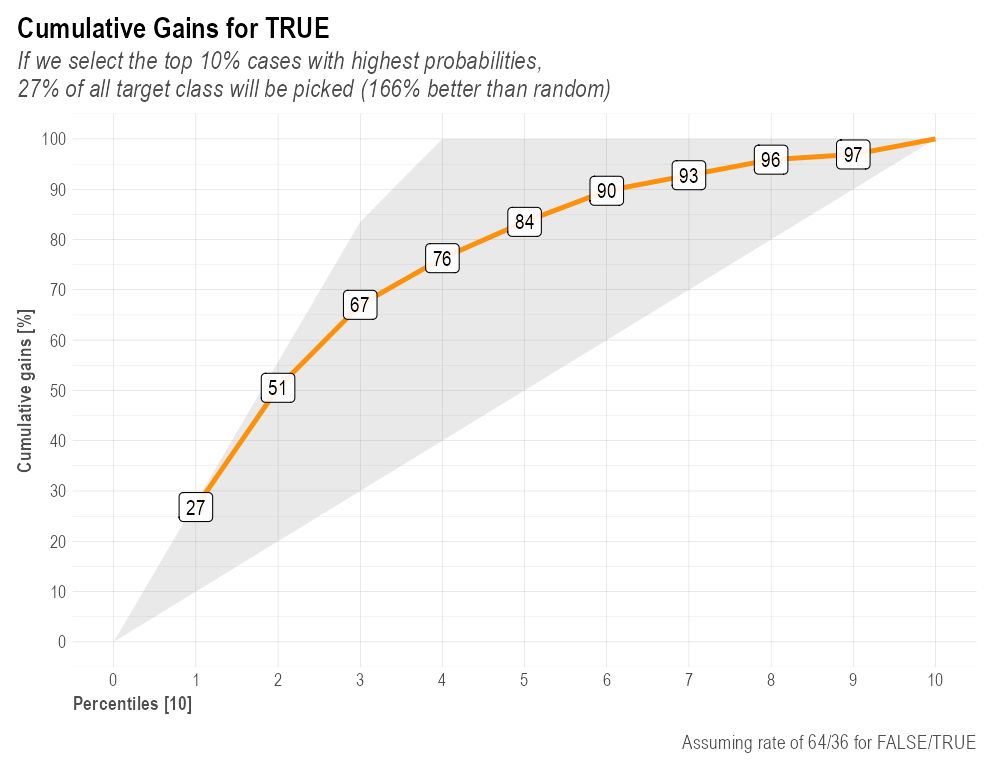 Cumulative Gains for TRUE
If we select the top 10% cases with highest probabilities,
27% of all target class will be picked (166% better than random)
Cumulative gains [%]
100
90
80
70
60
50
40
30
20
10
0
27
51
67
76
84
90
93
96
97
0 1 2 3 4 5 6 7 8 9 10
Percentiles [10]
Assuming rate of 64/36 for FALSE/TRUE